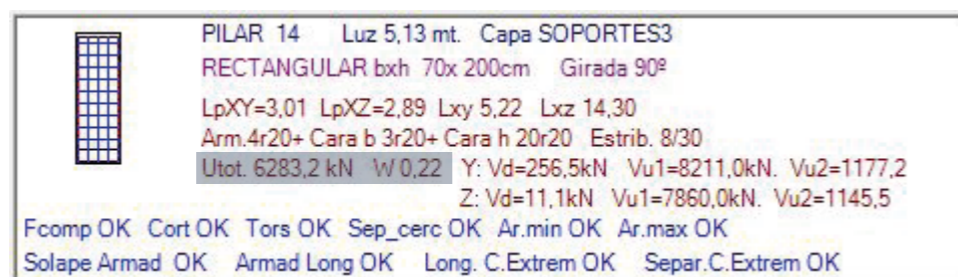 PILAR 14 Luz 5,13 mt. Capa SOPORTES3
RECTANGULAR bxh 70x 200cm Girada 90º
LpXY=3,01 LpXZ=2,89 Lxy 5,22 Lxz 14,30
Arm.4r20+ Cara b 3r20+ Cara h 20r20 Estrib. 8/30
Utot. 6283,2 kN W 0,22 Y: Vd=256,5kN Vu1=8211,0kN. Vu2=1177,2
Z: Vd=11,1kN Vu1=7860,0kN. Vu2=1145,5
Fcomp OK Cort OK Tors OK Sep_cerc OK Ar.min OK Ar.max OK
Solape Armad OK Armad Long OK Long. C.Extrem OK Separ.C.Extrem OK